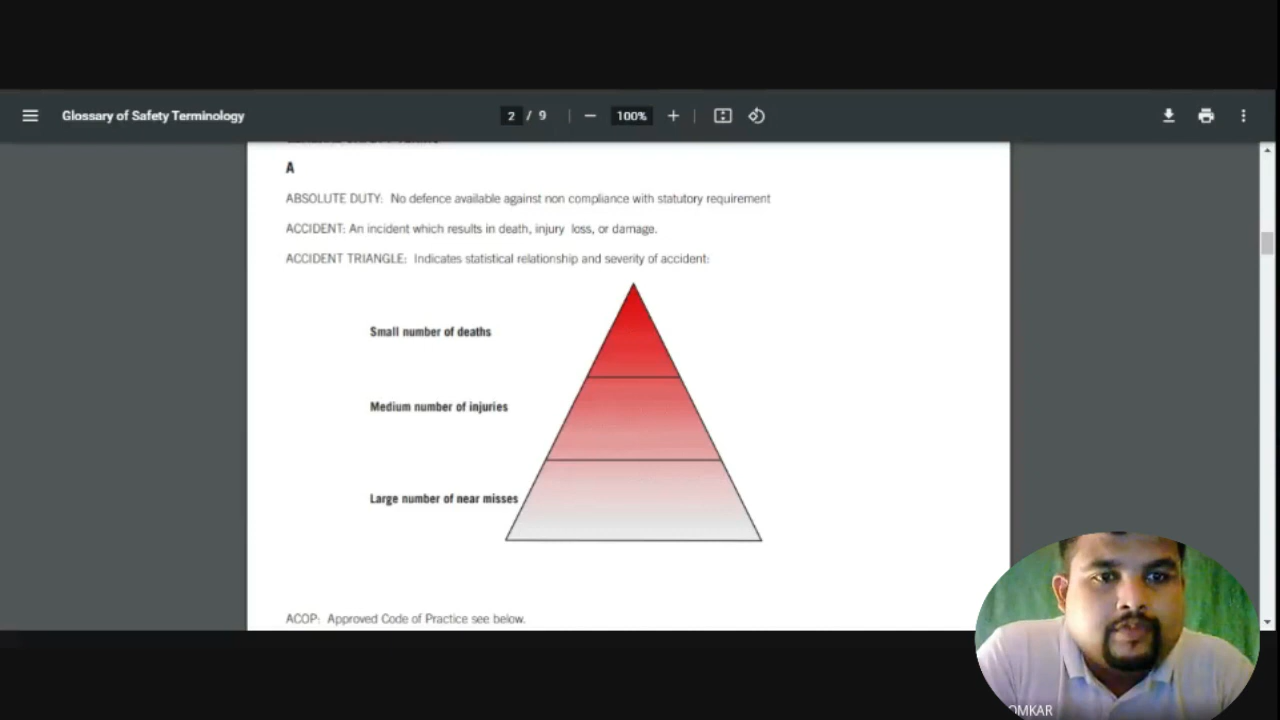 Glossary of Safety Terminology
2 / 9
100%
A
ABSOLUTE DUTY: No defence available against non compliance with statutory requirement
ACCIDENT: An incident which results in death, injury loss, or damage.
ACCIDENT TRIANGLE: Indicates statistical relationship and severity of accident:
Small number of deaths
Medium number of injuries
Large number of near misses
ACOP: Approved Code of Practice see below.
OMKAR